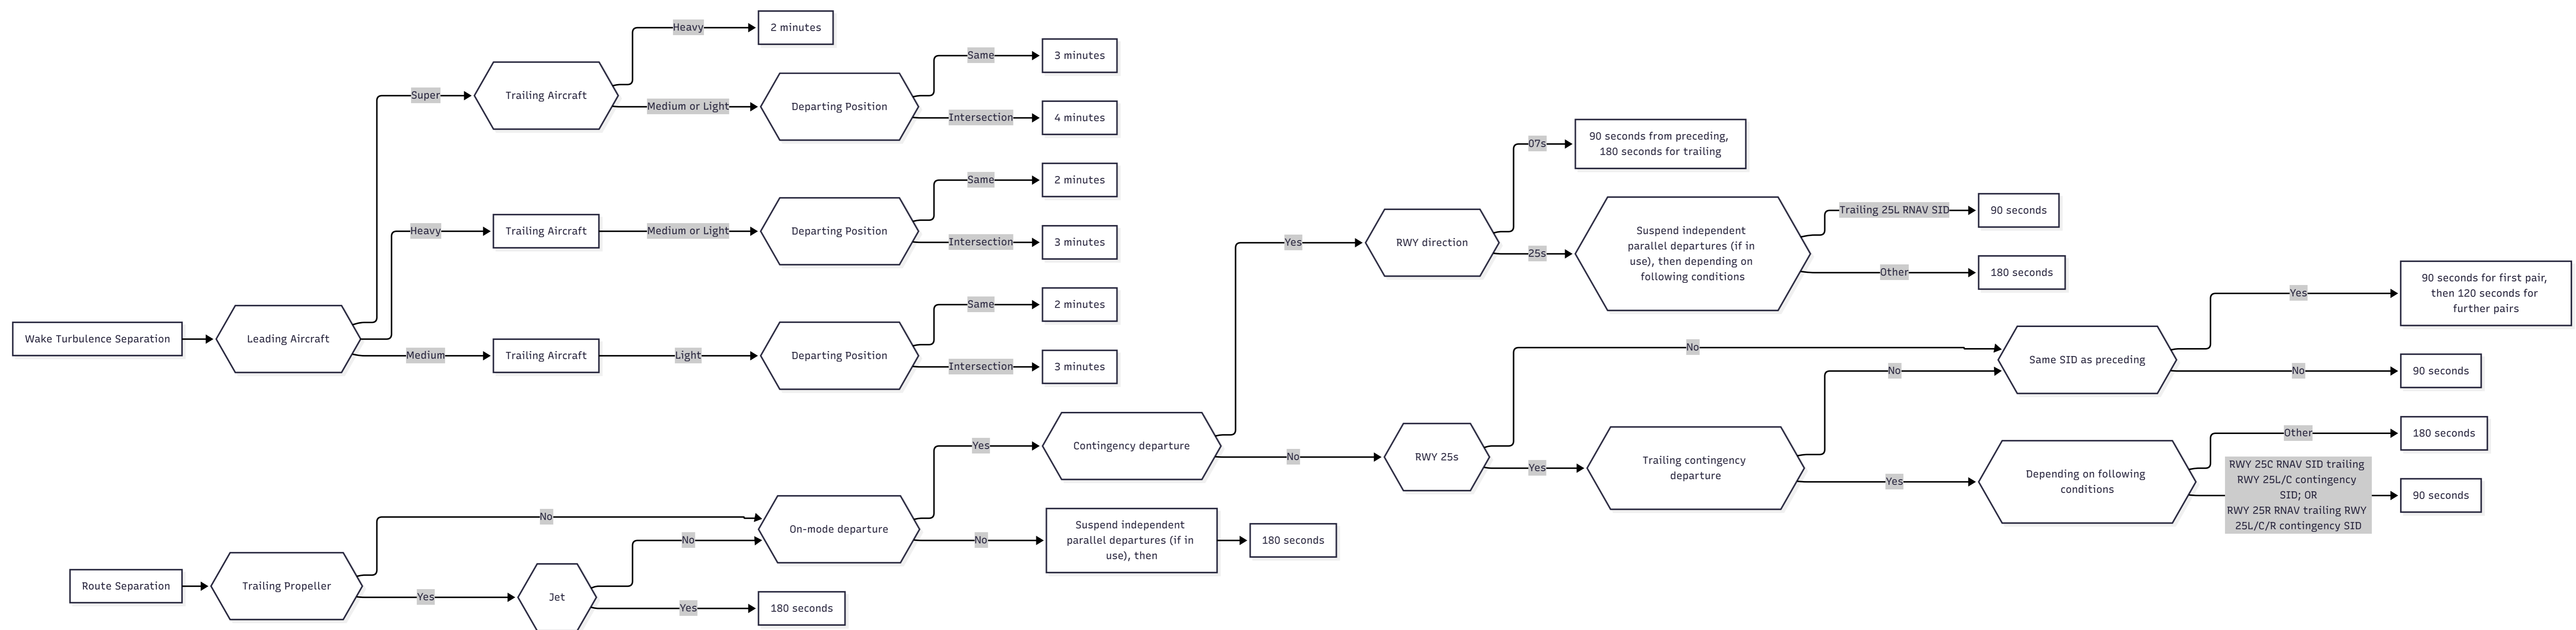 Wake Turbulence Separation
Leading Aircraft
Super
Heavy
Medium
Trailing Aircraft
Heavy
2 minutes
Medium or Light
Departing Position
Same
3 minutes
Intersection
4 minutes
Trailing Aircraft
Medium or Light
Departing Position
Same
2 minutes
Intersection
3 minutes
Trailing Aircraft
Light
Departing Position
Same
2 minutes
Intersection
3 minutes
Route Separation
Trailing Propeller
No
Yes
Jet
No
Yes
180 seconds
On-mode departure
Yes
No
Suspend independent
parallel departures (if in
use), then
180 seconds
Contingency departure
Yes
No
RWY direction
07s
90 seconds from preceding,
180 seconds for trailing
25s
Suspend independent
parallel departures (if in
use), then depending on
following conditions
Trailing 25L RNAV SID
90 seconds
Other
180 seconds
RWY 25s
No
Yes
Trailing contingency
departure
No
Yes
Same SID as preceding
Yes
90 seconds for first pair,
then 120 seconds for
further pairs
No
90 seconds
Depending on following
conditions
Other
180 seconds
RWY 25C RNAV SID trailing
RWY 25L/C contingency
SID; OR
RWY 25R RNAV trailing RWY
25L/C/R contingency SID
90 seconds